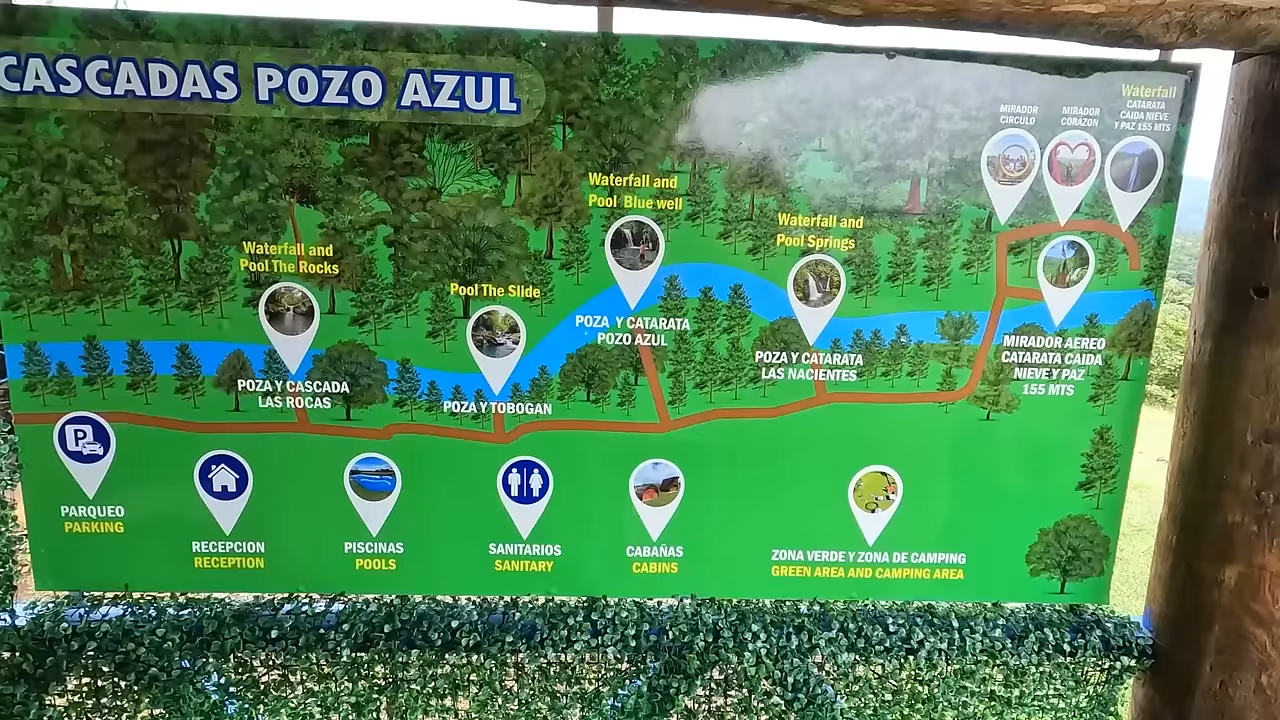 CASCADAS POZO AZUL
Waterfall and
Pool The Rocks
POZA Y CASCADA
LAS ROCAS
Pool The Slide
POZA Y TOBOGAN
Waterfall and
Pool Blue well
POZA Y CATARATA
POZO AZUL
Waterfall and
Pool Springs
POZA Y CATARATA
LAS NACIENTES
MIRADOR
CIRCULO
MIRADOR
CORAZON
Waterfall
CATARATA
CAIDA NIEVE
Y PAZ 155 MTS
MIRADOR AEREO
CATARATA CAIDA
NIEVE Y PAZ
155 MTS
P
PARQUEO
PARKING
RECEPCION
RECEPTION
PISCINAS
POOLS
SANITARIOS
SANITARY
CABAÑAS
CABINS
ZONA VERDE Y ZONA DE CAMPING
GREEN AREA AND CAMPING AREA